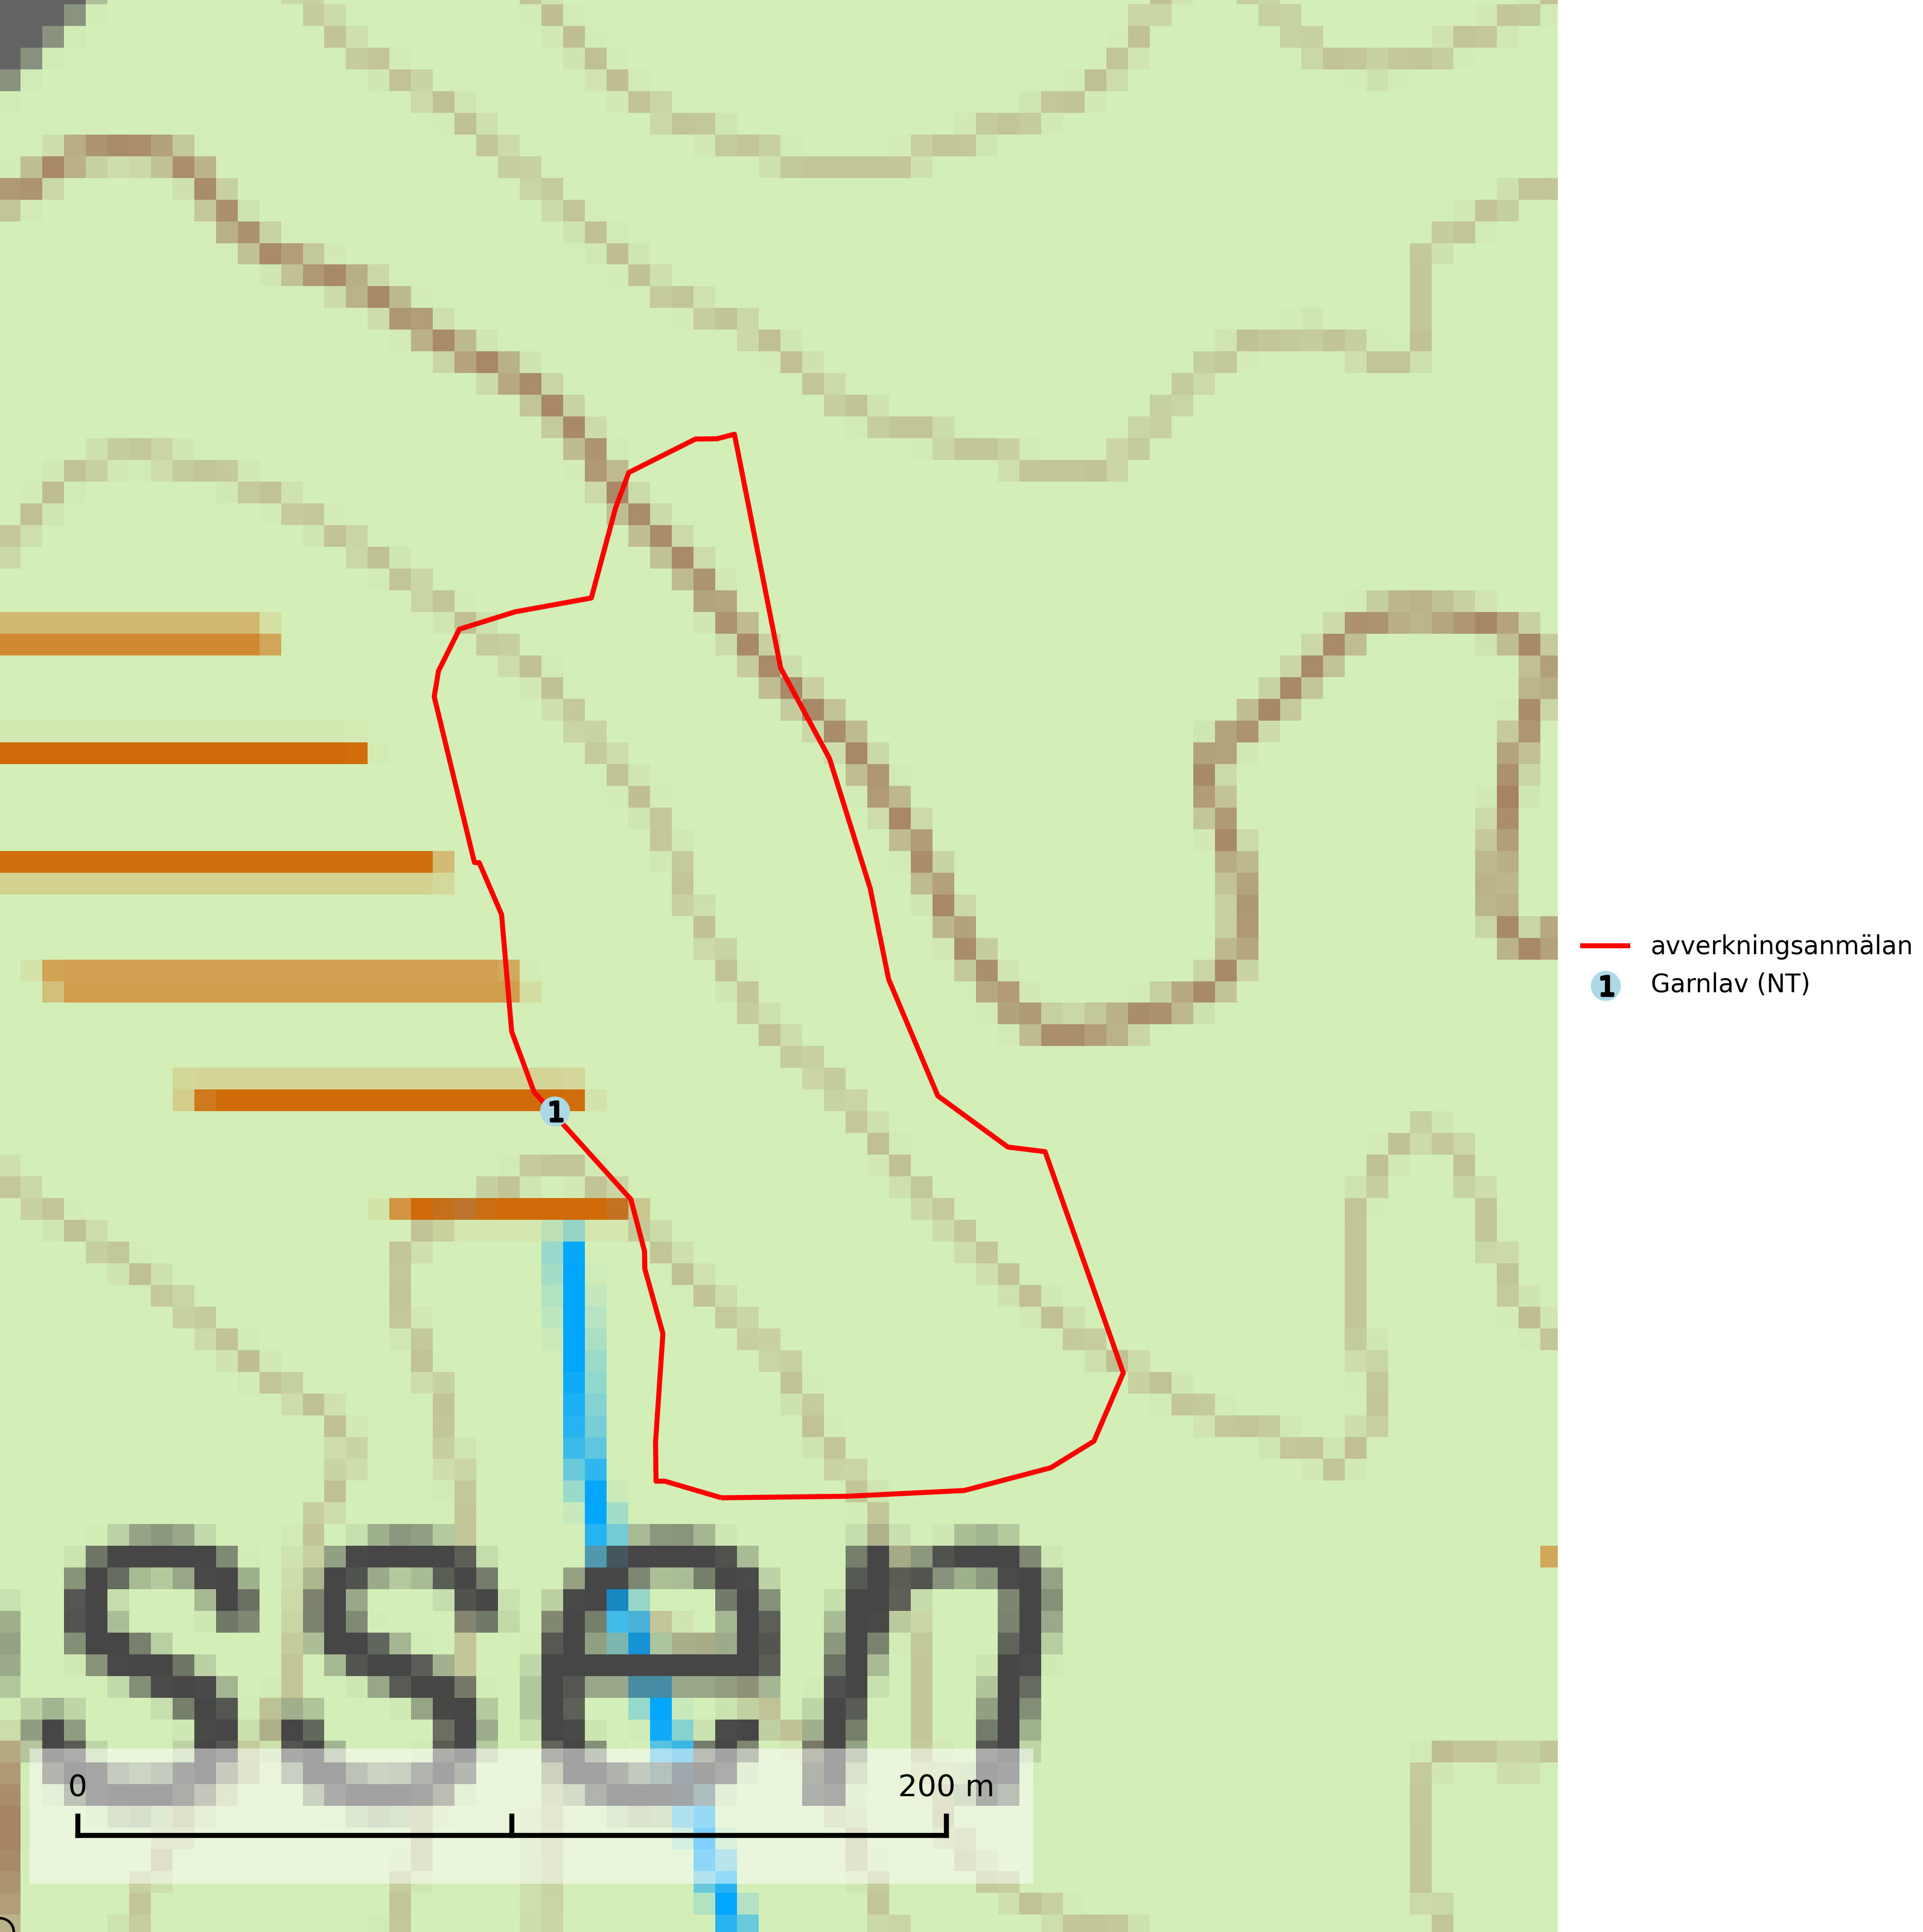 avverkningsanmälan
1 Garnlav (NT)
1
ssen
0 200 m